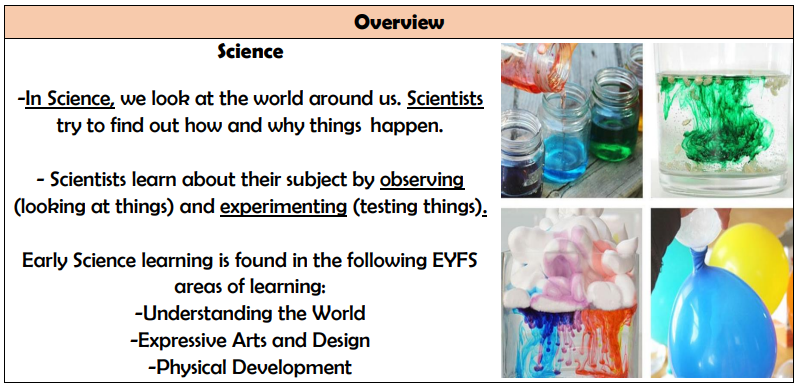 Overview
Science
-In Science, we look at the world around us. Scientists
try to find out how and why things happen.
- Scientists learn about their subject by observing
(looking at things) and experimenting (testing things).
Early Science learning is found in the following EYFS
areas of learning:
-Understanding the World
-Expressive Arts and Design
-Physical Development